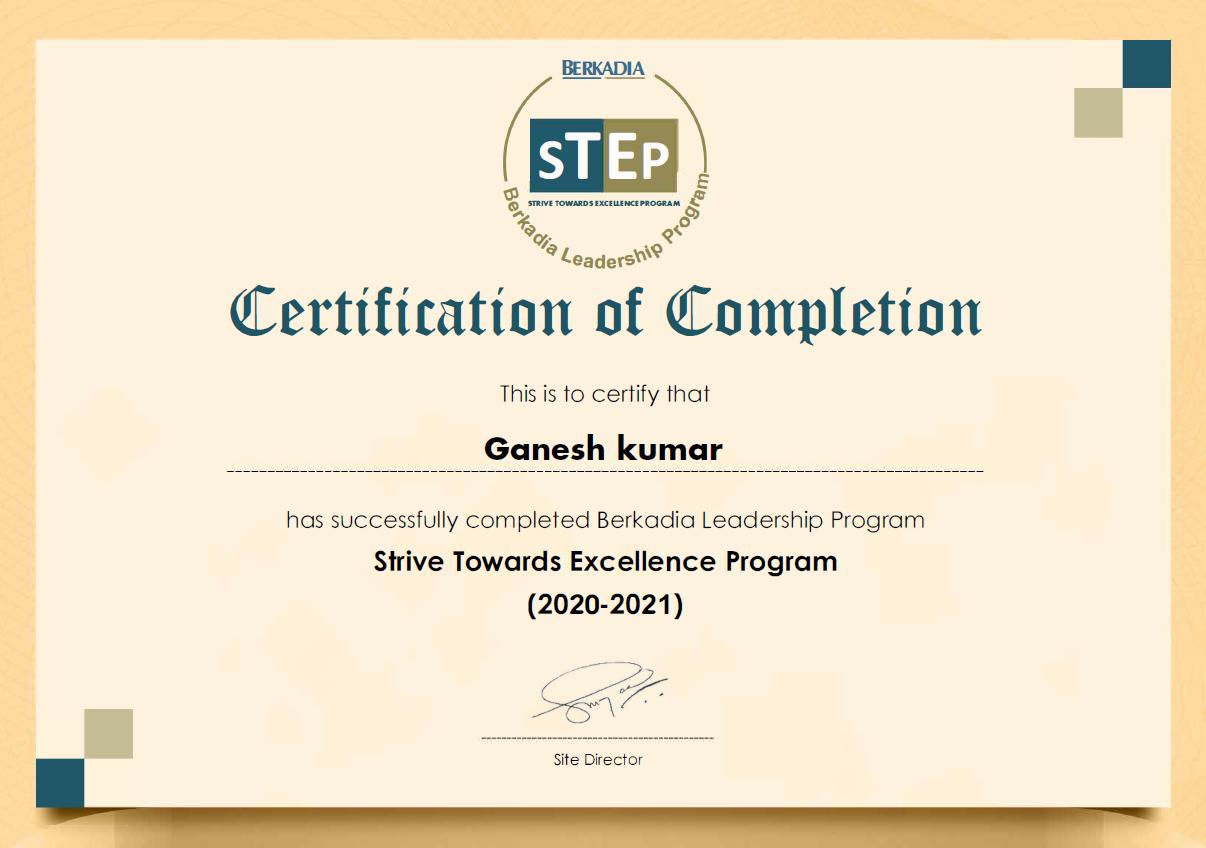 BERKADIA
STEP
STRIVE TOWARDS EXCELLENCE PROGRAM
Berkadia Leadership Program
Certification of Completion
This is to certify that
Ganesh kumar
has successfully completed Berkadia Leadership Program
Strive Towards Excellence Program
(2020-2021)
Site Director